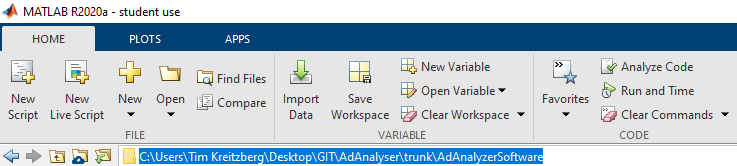 MATLAB R2020a - student use
HOME PLOTS APPS
New Script
New Live Script
New
Open
Find Files
Compare
FILE
Import Data
Save Workspace
New Variable
Open Variable
Clear Workspace
VARIABLE
Favorites
Analyze Code
Run and Time
Clear Commands
CODE
C:\Users\Tim Kreitzberg\Desktop\GIT\AdAnalyser\trunk\AdAnalyzerSoftware